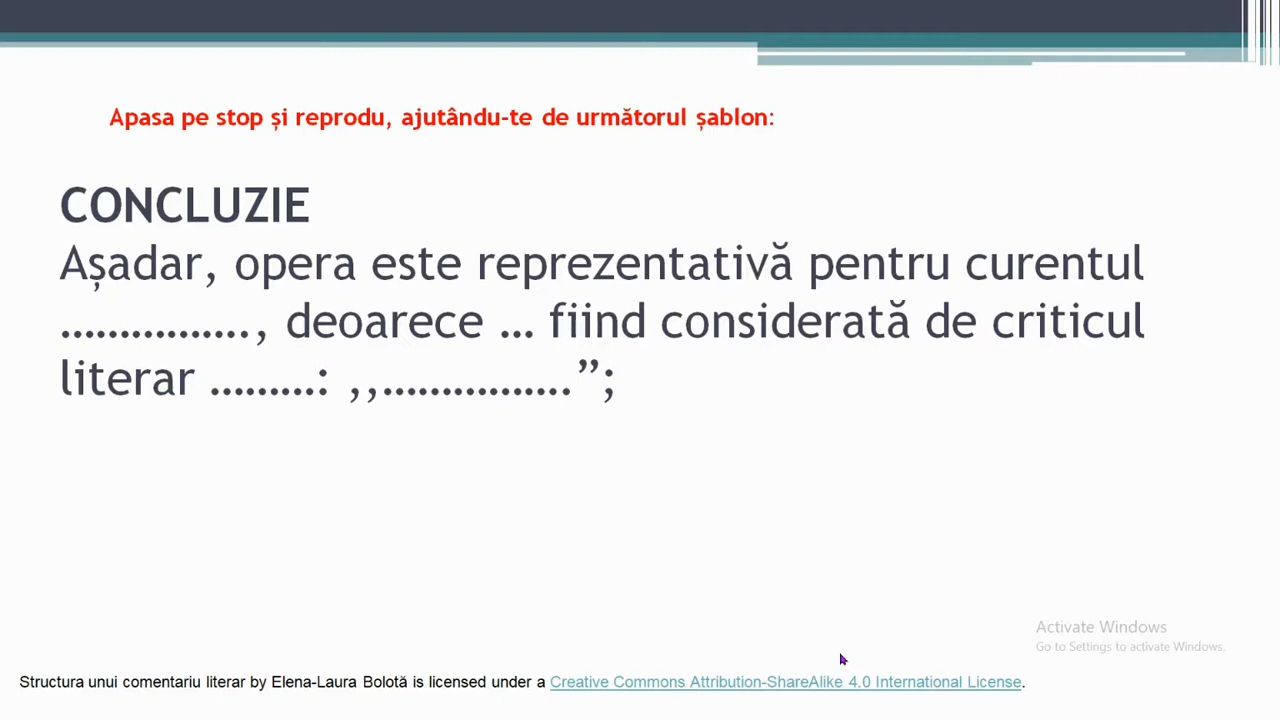 Apasa pe stop și reprodu, ajutându-te de următorul șablon:
CONCLUZIE
Așadar, opera este reprezentativă pentru curentul
……………., deoarece … fiind considerată de criticul
literar ………: ,,…………….”;
Activate Windows
Go to Settings to activate Windows.
Structura unui comentariu literar by Elena-Laura Bolotă is licensed under a Creative Commons Attribution-ShareAlike 4.0 International License.